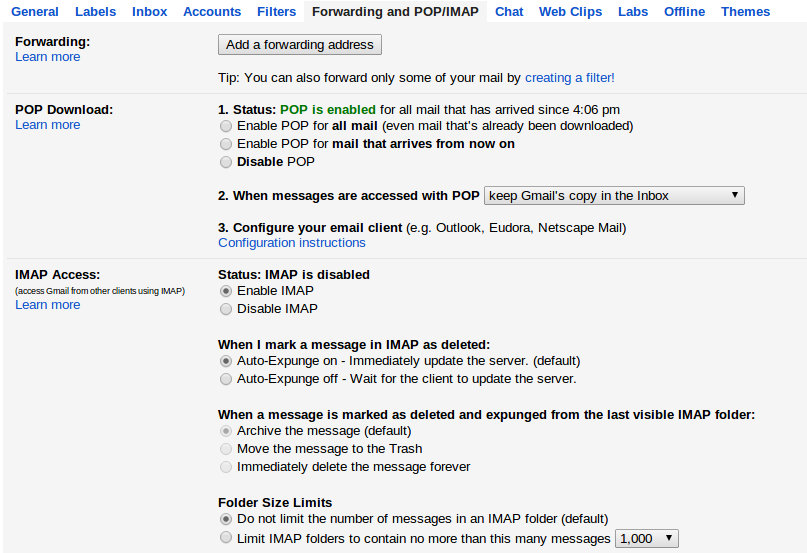 General Labels Inbox Accounts Filters Forwarding and POP/IMAP Chat Web Clips Labs Offline Themes
Forwarding:
Learn more
Add a forwarding address
Tip: You can also forward only some of your mail by creating a filter!
POP Download:
Learn more
1. Status: POP is enabled for all mail that has arrived since 4:06 pm
Enable POP for all mail (even mail that's already been downloaded)
Enable POP for mail that arrives from now on
Disable POP
2. When messages are accessed with POP keep Gmail's copy in the Inbox
3. Configure your email client (e.g. Outlook, Eudora, Netscape Mail)
Configuration instructions
IMAP Access:
(access Gmail from other clients using IMAP)
Learn more
Status: IMAP is disabled
Enable IMAP
Disable IMAP
When I mark a message in IMAP as deleted:
Auto-Expunge on - Immediately update the server. (default)
Auto-Expunge off - Wait for the client to update the server.
When a message is marked as deleted and expunged from the last visible IMAP folder:
Archive the message (default)
Move the message to the Trash
Immediately delete the message forever
Folder Size Limits
Do not limit the number of messages in an IMAP folder (default)
Limit IMAP folders to contain no more than this many messages 1,000